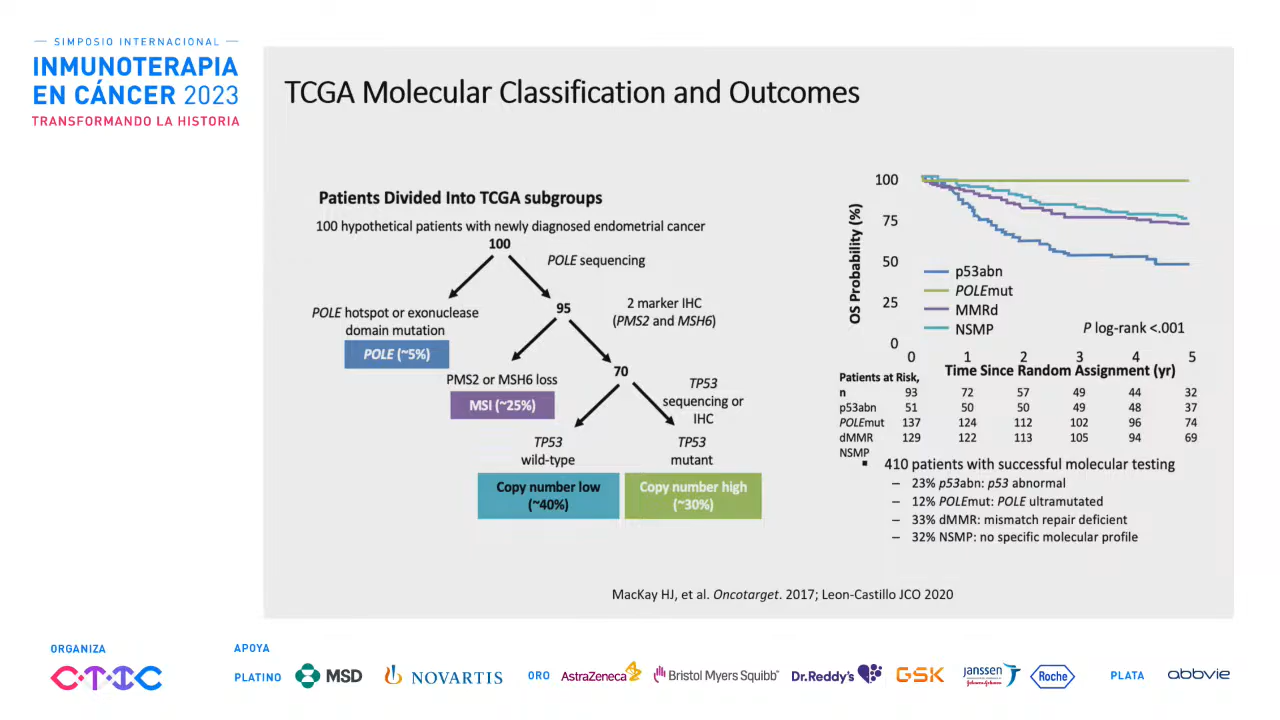 SIMPOSIO INTERNACIONAL
INMUNOTERAPIA
EN CÁNCER 2023
TRANSFORMANDO LA HISTORIA
TCGA Molecular Classification and Outcomes
Patients Divided Into TCGA subgroups
100 hypothetical patients with newly diagnosed endometrial cancer
100
POLE sequencing
POLE hotspot or exonuclease
domain mutation
POLE (~5%)
95
2 marker IHC
(PMS2 and MSH6)
PMS2 or MSH6 loss
MSI (~25%)
70
TP53
sequencing or
IHC
TP53
wild-type
TP53
mutant
Copy number low
(~40%)
Copy number high
(~30%)
OS Probability (%)
100
75
50
25
0
p53abn
POLEmut
MMRd
NSMP
P log-rank <.001
0 1 2 3 4 5
Time Since Random Assignment (yr)
Patients at Risk,
n 93 72 57 49 44 32
p53abn 51 50 50 49 48 37
POLEmut 137 124 112 102 96 74
dMMR 129 122 113 105 94 69
NSMP
▪ 410 patients with successful molecular testing
– 23% p53abn: p53 abnormal
– 12% POLEmut: POLE ultramutated
– 33% dMMR: mismatch repair deficient
– 32% NSMP: no specific molecular profile
MacKay HJ, et al. Oncotarget. 2017; Leon-Castillo JCO 2020
ORGANIZA
CTIC
APOYA
PLATINO
MSD
NOVARTIS
ORO
AstraZeneca
Bristol Myers Squibb
Dr.Reddy's
GSK
Janssen
Johnson&Johnson
Roche
PLATA
abbvie